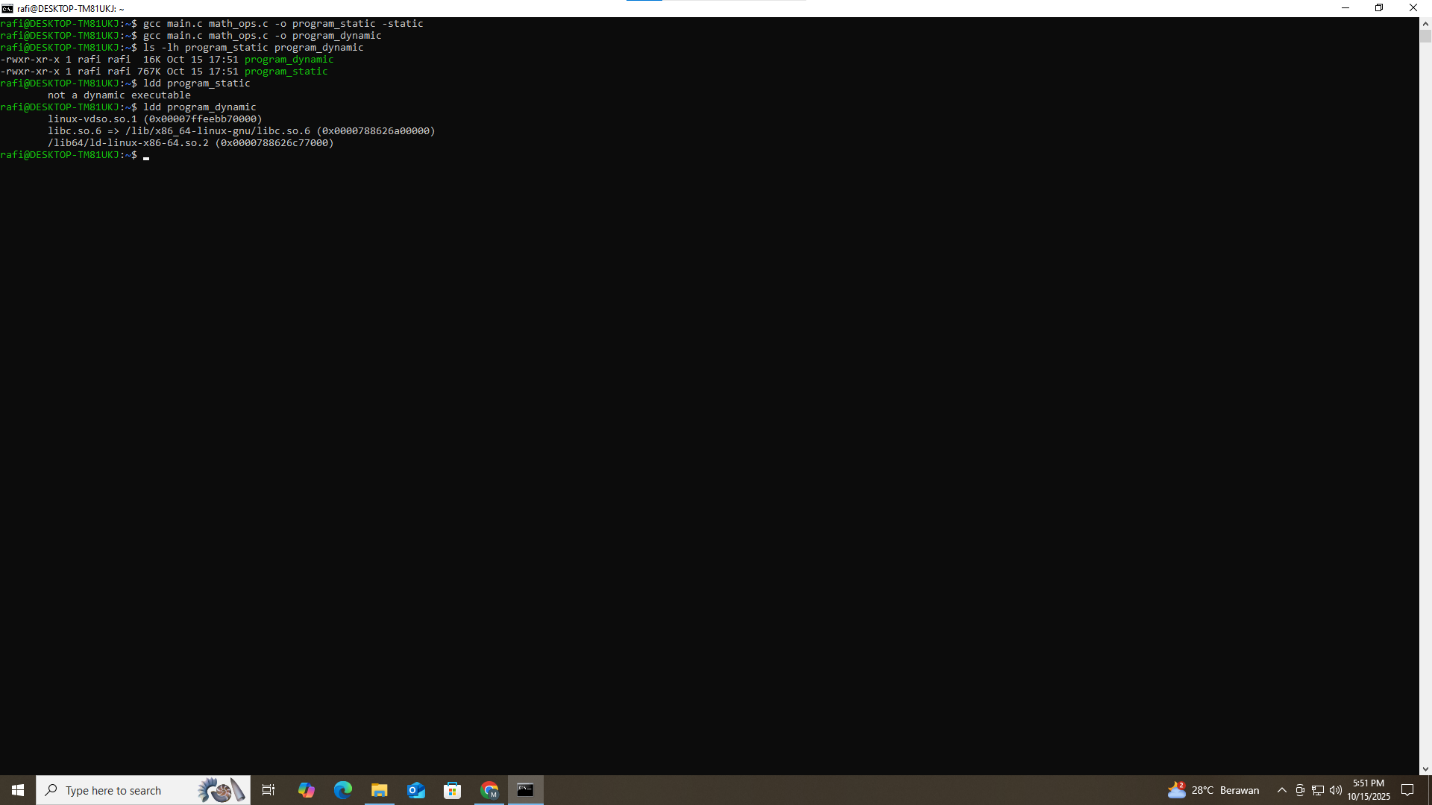 rafi@DESKTOP-TM81UKJ: ~
rafi@DESKTOP-TM81UKJ:~$ gcc main.c math_ops.c -o program_static -static
rafi@DESKTOP-TM81UKJ:~$ gcc main.c math_ops.c -o program_dynamic
rafi@DESKTOP-TM81UKJ:~$ ls -lh program_static program_dynamic
-rwxr-xr-x 1 rafi rafi  16K Oct 15 17:51 program_dynamic
-rwxr-xr-x 1 rafi rafi 767K Oct 15 17:51 program_static
rafi@DESKTOP-TM81UKJ:~$ ldd program_static
        not a dynamic executable
rafi@DESKTOP-TM81UKJ:~$ ldd program_dynamic
        linux-vdso.so.1 (0x00007ffeebb70000)
        libc.so.6 => /lib/x86_64-linux-gnu/libc.so.6 (0x0000788626a00000)
        /lib64/ld-linux-x86-64.so.2 (0x0000788626c77000)
rafi@DESKTOP-TM81UKJ:~$
Type here to search
M
2
28°C Berawan
5:51 PM
10/15/2025